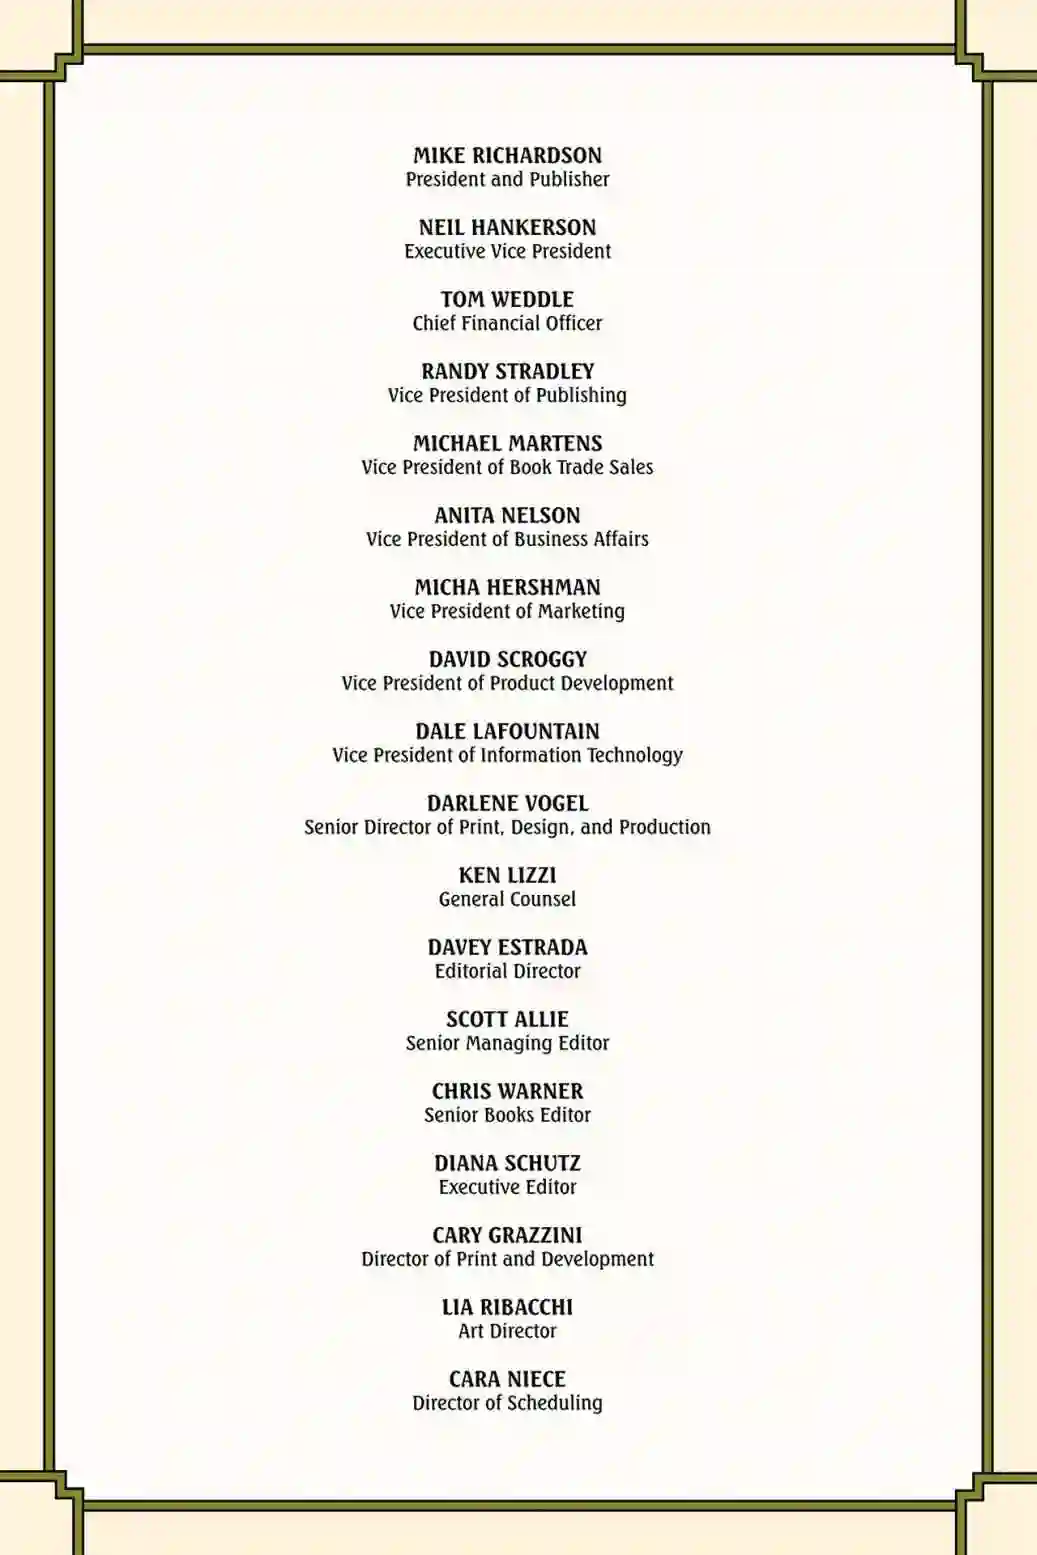 MIKE RICHARDSON
President and Publisher
NEIL HANKERSON
Executive Vice President
TOM WEDDLE
Chief Financial Officer
RANDY STRADLEY
Vice President of Publishing
MICHAEL MARTENS
Vice President of Book Trade Sales
ANITA NELSON
Vice President of Business Affairs
MICHA HERSHMAN
Vice President of Marketing
DAVID SCROGGY
Vice President of Product Development
DALE LAFOUNTAIN
Vice President of Information Technology
DARLENE VOGEL
Senior Director of Print, Design, and Production
KEN LIZZI
General Counsel
DAVEY ESTRADA
Editorial Director
SCOTT ALLIE
Senior Managing Editor
CHRIS WARNER
Senior Books Editor
DIANA SCHUTZ
Executive Editor
CARY GRAZZINI
Director of Print and Development
LIA RIBACCHI
Art Director
CARA NIECE
Director of Scheduling